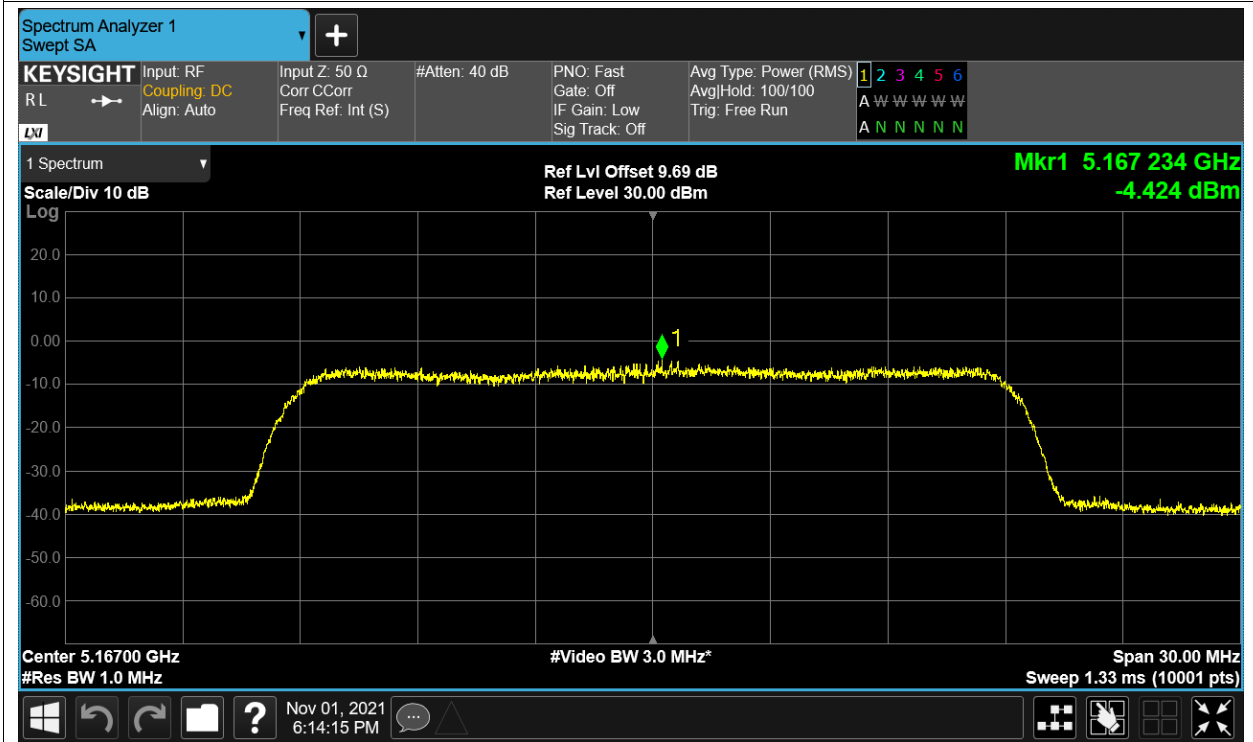 Spectrum Analyzer 1
Swept SA
+
KEYSIGHT
R L
LXI
Input: RF
Coupling: DC
Align: Auto
Input Z: 50 Ω
Corr CCorr
Freq Ref: Int (S)
#Atten: 40 dB
PNO: Fast
Gate: Off
IF Gain: Low
Sig Track: Off
Avg Type: Power (RMS)
Avg|Hold: 100/100
Trig: Free Run
1 2 3 4 5 6
A W W W W W
A N N N N N
1 Spectrum
Scale/Div 10 dB
Log
Ref Lvl Offset 9.69 dB
Ref Level 30.00 dBm
Mkr1 5.167 234 GHz
-4.424 dBm
20.0
10.0
0.00
-10.0
-20.0
-30.0
-40.0
-50.0
-60.0
1
Center 5.16700 GHz
#Res BW 1.0 MHz
#Video BW 3.0 MHz*
Span 30.00 MHz
Sweep 1.33 ms (10001 pts)
?
Nov 01, 2021
6:14:15 PM